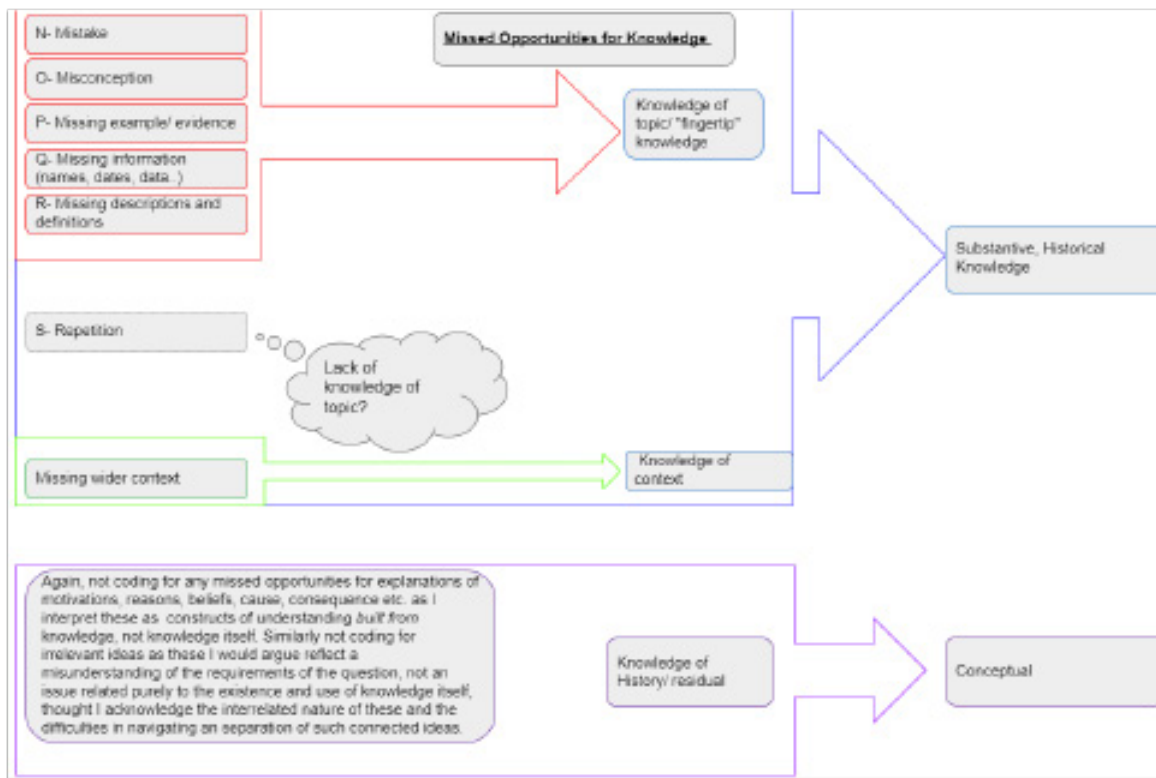 N- Mistake
Missed Opportunities for Knowledge
O- Misconception
P- Missing example/ evidence
Knowledge of
topic/ "fingertip"
knowledge
Q- Missing information
(names, dates, data..)
R- Missing descriptions and
definitions
Substantive, Historical
Knowledge
S- Repetition
Lack of
knowledge of
topic?
Missing wider context
Knowledge of
context
Again, not coding for any missed opportunities for explanations of
motivations, reasons, beliefs, cause, consequence etc. as I
interpret these as constructs of understanding built from
knowledge, not knowledge itself. Similarly not coding for
irrelevant ideas as these I would argue reflect a
misunderstanding of the requirements of the question, not an
issue related purely to the existence and use of knowledge itself,
thought I acknowledge the interrelated nature of these and the
difficulties in navigating an separation of such connected ideas.
Knowledge of
History/ residual
Conceptual